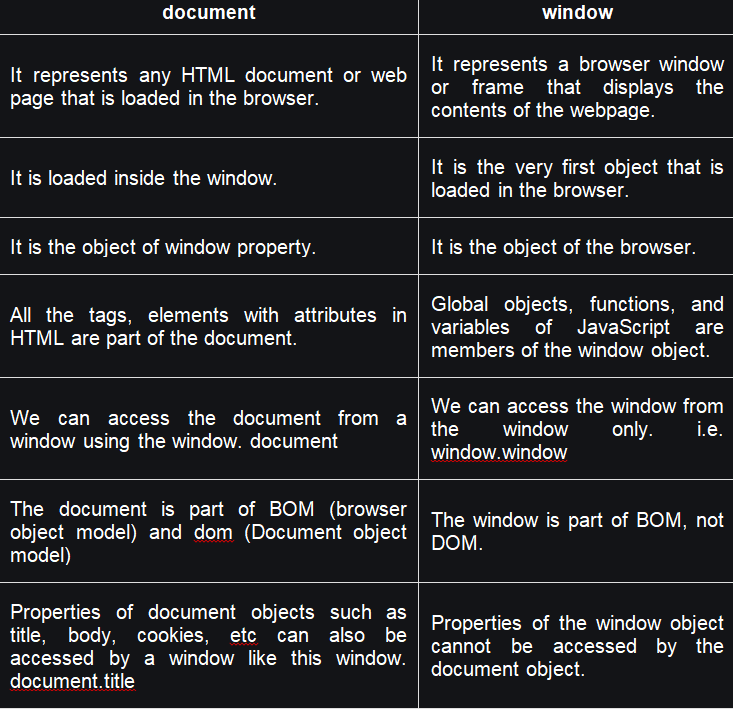 document
window
It represents any HTML document or web
page that is loaded in the browser.
It represents a browser window
or frame that displays the
contents of the webpage.
It is loaded inside the window.
It is the very first object that is
loaded in the browser.
It is the object of window property.
It is the object of the browser.
All the tags, elements with attributes in
HTML are part of the document.
Global objects, functions, and
variables of JavaScript are
members of the window object.
We can access the document from a
window using the window. document
We can access the window from
the window only. i.e.
window.window
The document is part of BOM (browser
object model) and dom (Document object
model)
The window is part of BOM, not
DOM.
Properties of document objects such as
title, body, cookies, etc can also be
accessed by a window like this window.
document.title
Properties of the window object
cannot be accessed by the
document object.